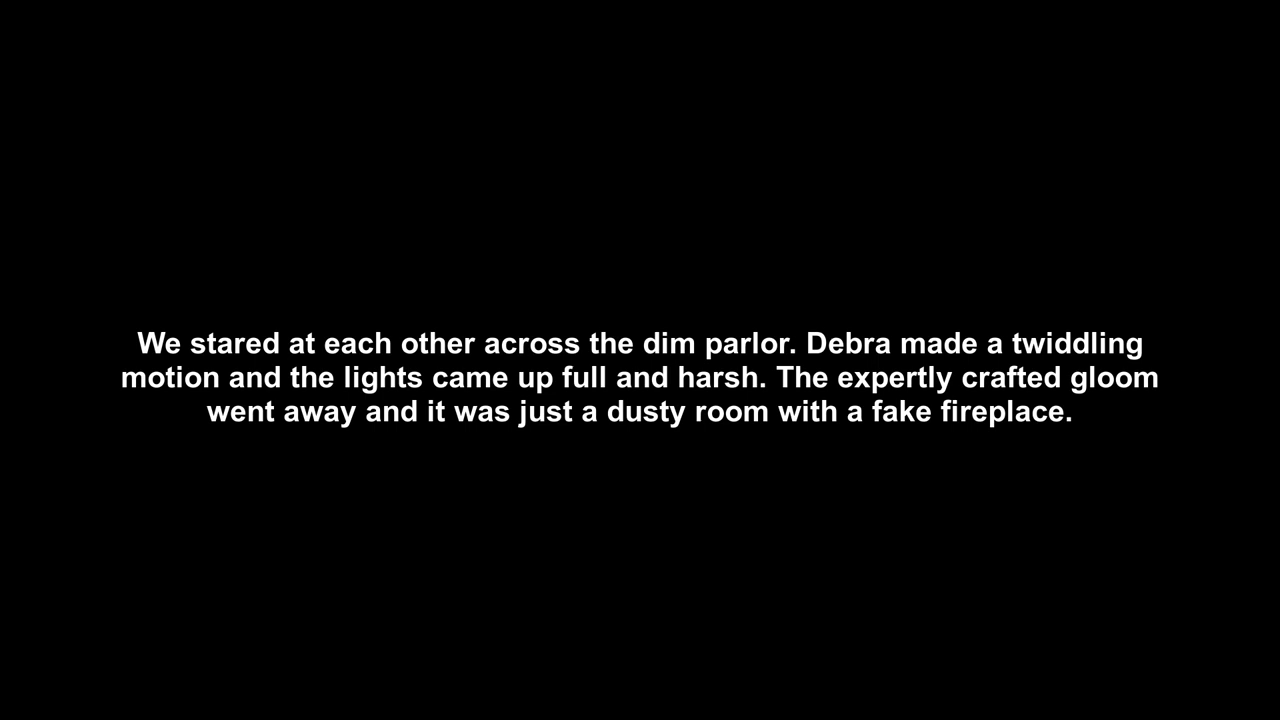 We stared at each other across the dim parlor. Debra made a twiddling
motion and the lights came up full and harsh. The expertly crafted gloom
went away and it was just a dusty room with a fake fireplace.